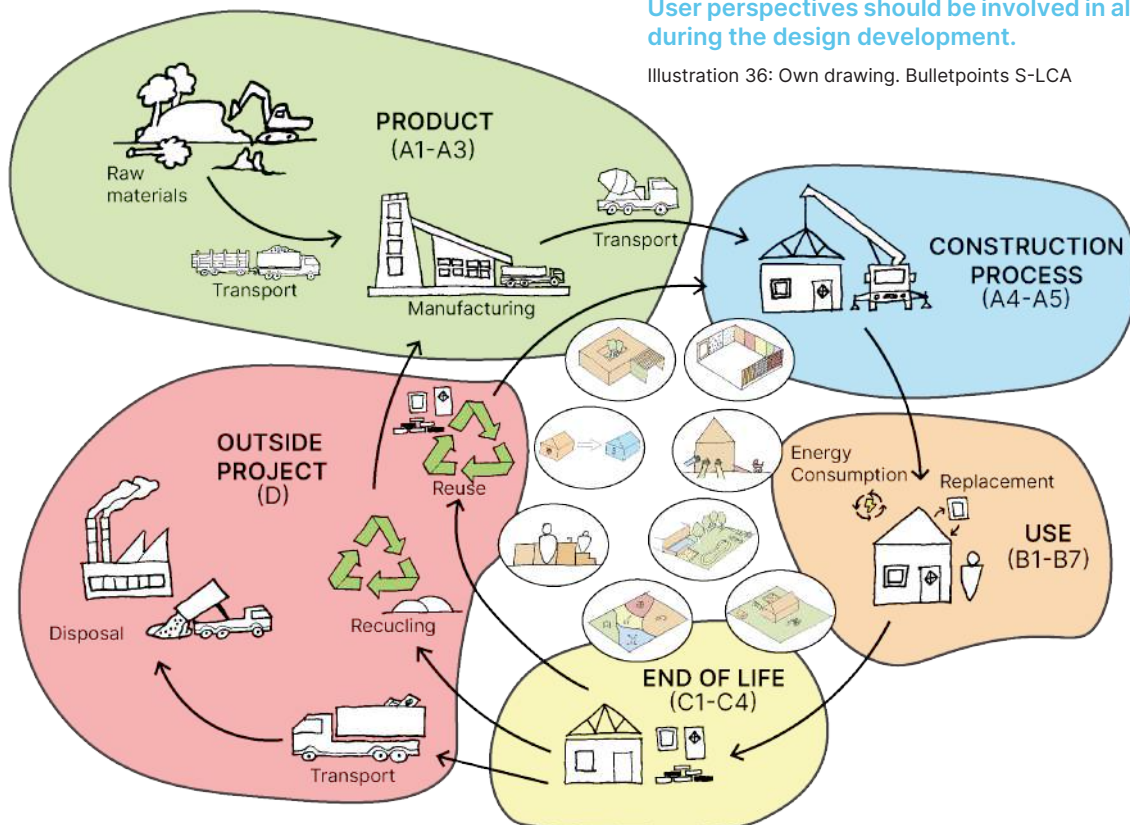 User perspectives should be involved in al
during the design development.
Illustration 36: Own drawing. Bulletpoints S-LCA
PRODUCT
(A1-A3)
Raw
materials
Transport
Manufacturing
Transport
CONSTRUCTION
PROCESS
(A4-A5)
Energy
Consumption
Replacement
USE
(B1-B7)
OUTSIDE
PROJECT
(D)
Reuse
Recucling
Disposal
Transport
END OF LIFE
(C1-C4)